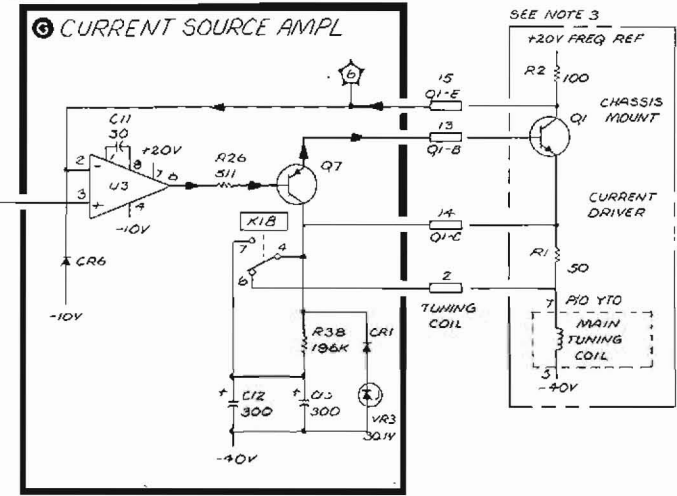 G CURRENT SOURCE AMPL
SEE NOTE 3
+20V FREQ REF
R2
100
6
15
Q1-E
CHASSIS
MOUNT
Q1
C11
30
+20V
13
Q1-B
1
8
7
2
-
U3
6
R26
511
Q7
3
+
4
-10V
K18
14
Q1-C
CURRENT
DRIVER
7
4
6
R1
50
CR6
2
TUNING
COIL
-10V
7
P/O YTO
MAIN
TUNING
COIL
R38
196K
CR1
5
-40V
+
C12
300
+
300
VR3
30.1V
-40V